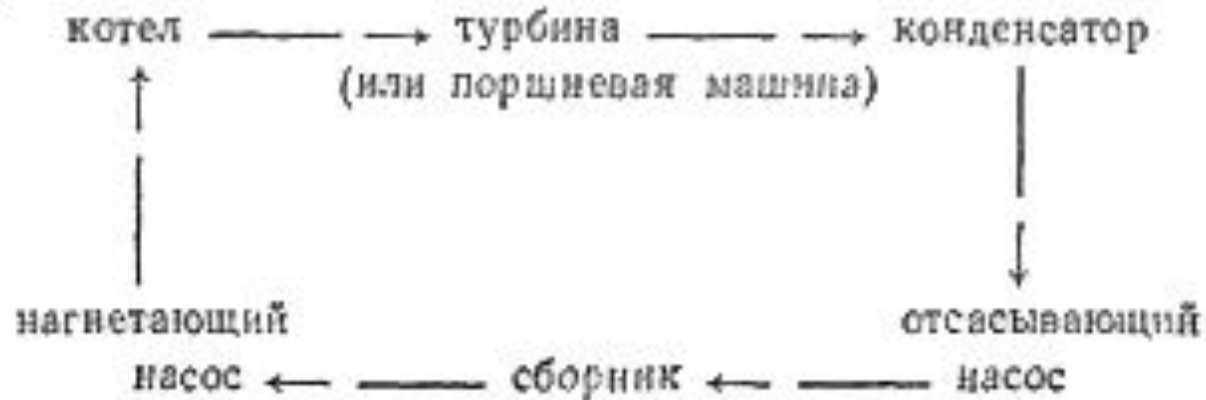 котел турбина конденсатор
(или поршневая машина)
нагнетающий отсасывающий
насос сборник насос